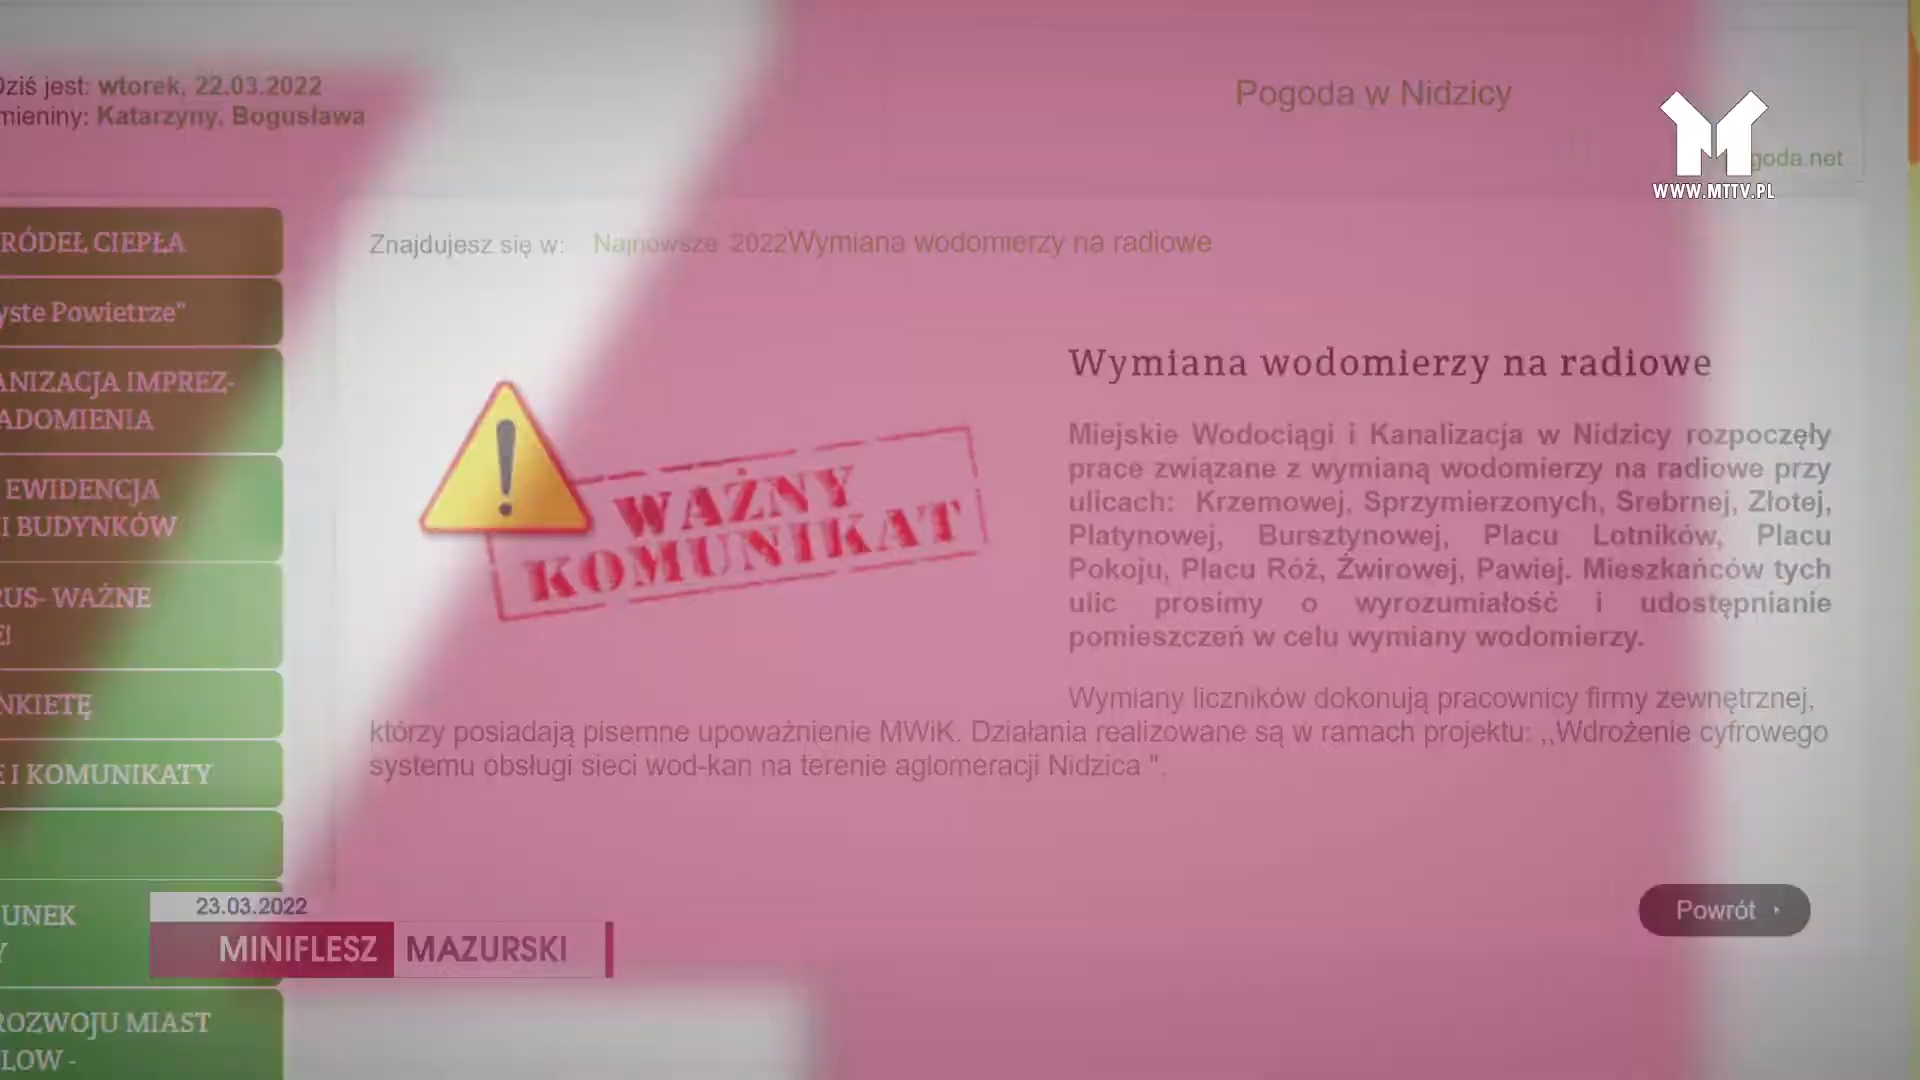 Dziś jest: wtorek, 22.03.2022
mieniny: Katarzyny, Bogusława
Pogoda w Nidzicy
goda.net
WWW.MTTV.PL
RÓDEŁ CIEPŁA
yste Powietrze"
ANIZACJA IMPREZ-
ADOMIENIA
EWIDENCJA
I BUDYNKÓW
RUS- WAŻNE
NKIETĘ
E I KOMUNIKATY
UNEK
Y
ROZWOJU MIAST
LOW -
Znajdujesz się w: Najnowsze 2022Wymiana wodomierzy na radiowe
WAŻNY
KOMUNIKAT
Wymiana wodomierzy na radiowe
Miejskie Wodociągi i Kanalizacja w Nidzicy rozpoczęły
prace związane z wymianą wodomierzy na radiowe przy
ulicach: Krzemowej, Sprzymierzonych, Srebrnej, Złotej,
Platynowej, Bursztynowej, Placu Lotników, Placu
Pokoju, Placu Róż, Żwirowej, Pawiej. Mieszkańców tych
ulic prosimy o wyrozumiałość i udostępnianie
pomieszczeń w celu wymiany wodomierzy.
Wymiany liczników dokonują pracownicy firmy zewnętrznej,
którzy posiadają pisemne upoważnienie MWiK. Działania realizowane są w ramach projektu: ,,Wdrożenie cyfrowego
systemu obsługi sieci wod-kan na terenie aglomeracji Nidzica ".
Powrót
23.03.2022
MINIFLESZ MAZURSKI